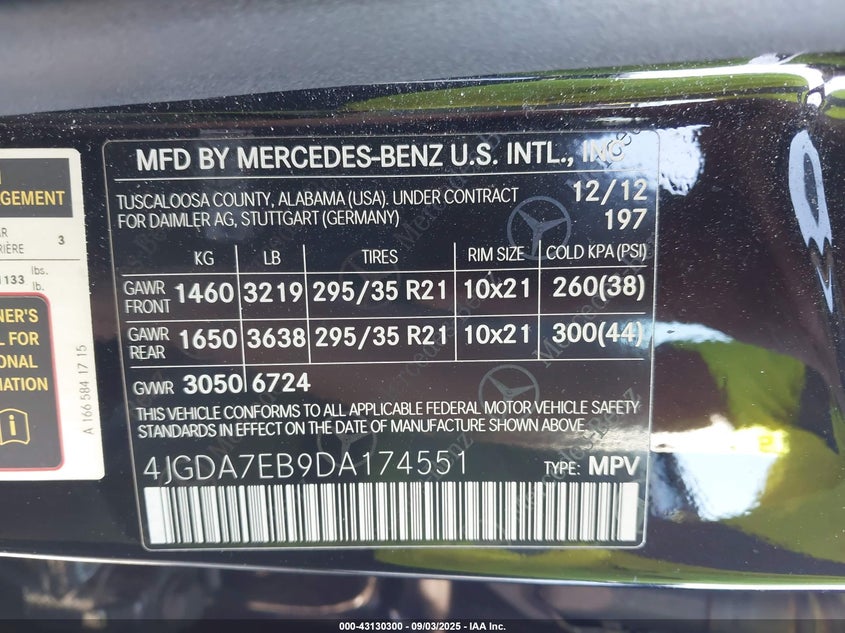 GEMENT
3
RIÈRE
1133 lbs.
lb.
NER'S
L FOR
IONAL
MATION
A 166 584 17 15
MFD BY MERCEDES-BENZ U.S. INTL., INC
TUSCALOOSA COUNTY, ALABAMA (USA). UNDER CONTRACT 12/12
FOR DAIMLER AG, STUTTGART (GERMANY) 197
KG LB TIRES RIM SIZE COLD KPA(PSI)
GAWR FRONT 1460 3219 295/35 R21 10x21 260(38)
GAWR REAR 1650 3638 295/35 R21 10x21 300(44)
GVWR 3050 6724
THIS VEHICLE CONFORMS TO ALL APPLICABLE FEDERAL MOTOR VEHICLE SAFETY
STANDARDS IN EFFECT ON THE DATE OF MANUFACTURE SHOWN ABOVE.
4JGDA7EB9DA174551 TYPE: MPV
000-43130300 - 09/03/2025 - IAA Inc.